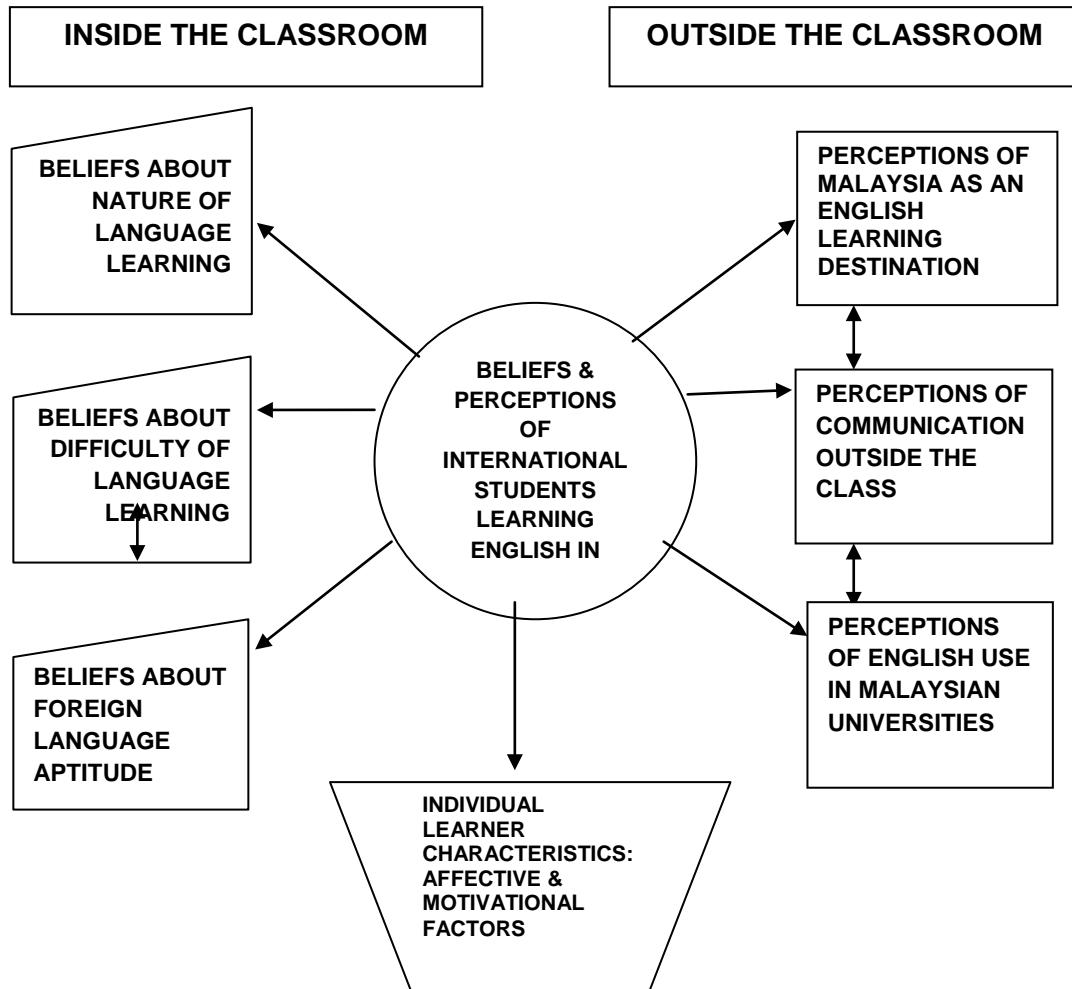 INSIDE THE CLASSROOM
OUTSIDE THE CLASSROOM
BELIEFS ABOUT
NATURE OF
LANGUAGE
LEARNING
PERCEPTIONS OF
MALAYSIA AS AN
ENGLISH
LEARNING
DESTINATION
BELIEFS &
PERCEPTIONS
OF
INTERNATIONAL
STUDENTS
LEARNING
ENGLISH IN
BELIEFS ABOUT
DIFFICULTY OF
LANGUAGE
LEARNING
PERCEPTIONS OF
COMMUNICATION
OUTSIDE THE
CLASS
BELIEFS ABOUT
FOREIGN
LANGUAGE
APTITUDE
PERCEPTIONS
OF ENGLISH USE
IN MALAYSIAN
UNIVERSITIES
INDIVIDUAL
LEARNER
CHARACTERISTICS:
AFFECTIVE &
MOTIVATIONAL
FACTORS